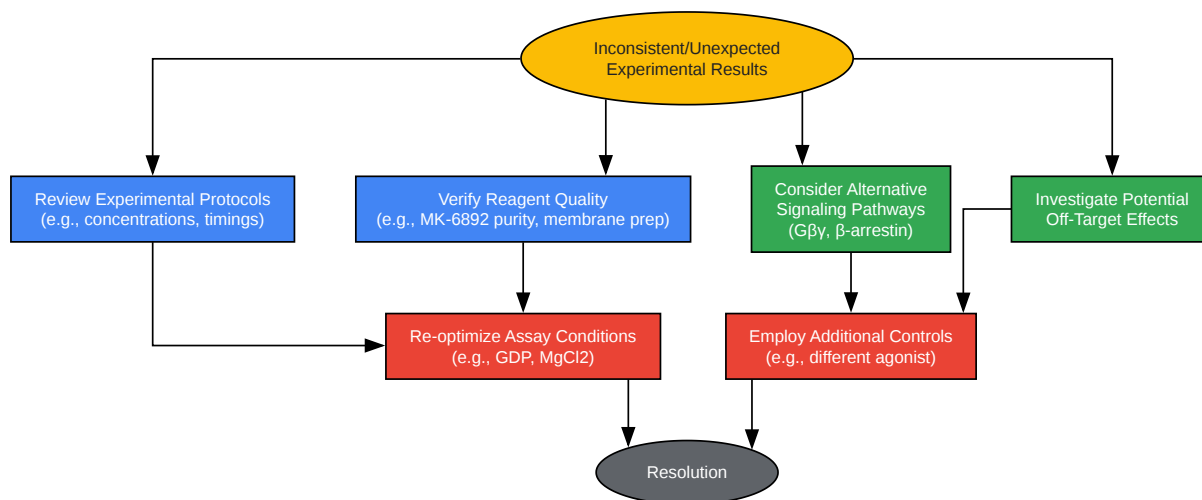 Inconsistent/Unexpected
Experimental Results
Review Experimental Protocols
(e.g., concentrations, timings)
Verify Reagent Quality
(e.g., MK-6892 purity, membrane prep)
Consider Alternative
Signaling Pathways
(Gβγ, β-arrestin)
Investigate Potential
Off-Target Effects
Re-optimize Assay Conditions
(e.g., GDP, MgCl2)
Employ Additional Controls
(e.g., different agonist)
Resolution